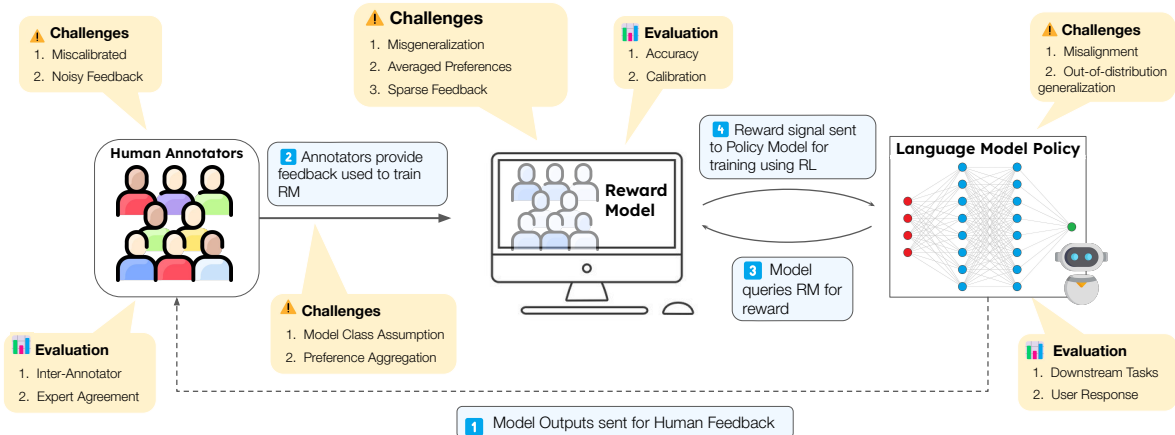 Challenges
1. Miscalibrated
2. Noisy Feedback
Challenges
1. Misgeneralization
2. Averaged Preferences
3. Sparse Feedback
Evaluation
1. Accuracy
2. Calibration
Challenges
1. Misalignment
2. Out-of-distribution
generalization
Human Annotators
2 Annotators provide
feedback used to train
RM
Reward
Model
4 Reward signal sent
to Policy Model for
training using RL
Language Model Policy
3 Model
queries RM for
reward
Challenges
1. Model Class Assumption
2. Preference Aggregation
Evaluation
1. Inter-Annotator
2. Expert Agreement
Evaluation
1. Downstream Tasks
2. User Response
1 Model Outputs sent for Human Feedback